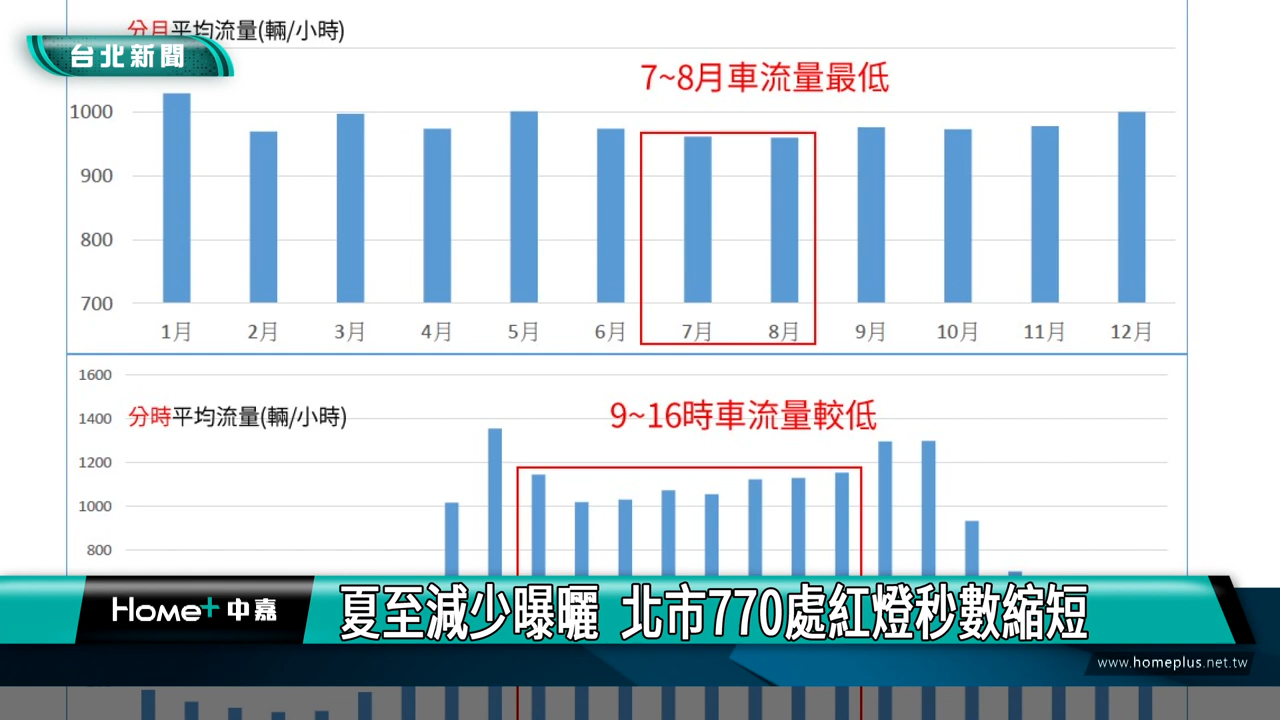 分月平均流量(輛/小時)
台北新聞
7~8月車流量最低
1000
900
800
700
1月 2月 3月 4月 5月 6月 7月 8月 9月 10月 11月 12月
1600
分時平均流量(輛/小時)
9~16時車流量較低
1400
1200
1000
800
夏至減少曝曬 北市770處紅燈秒數縮短
Home+中嘉
www.homeplus.net.tw